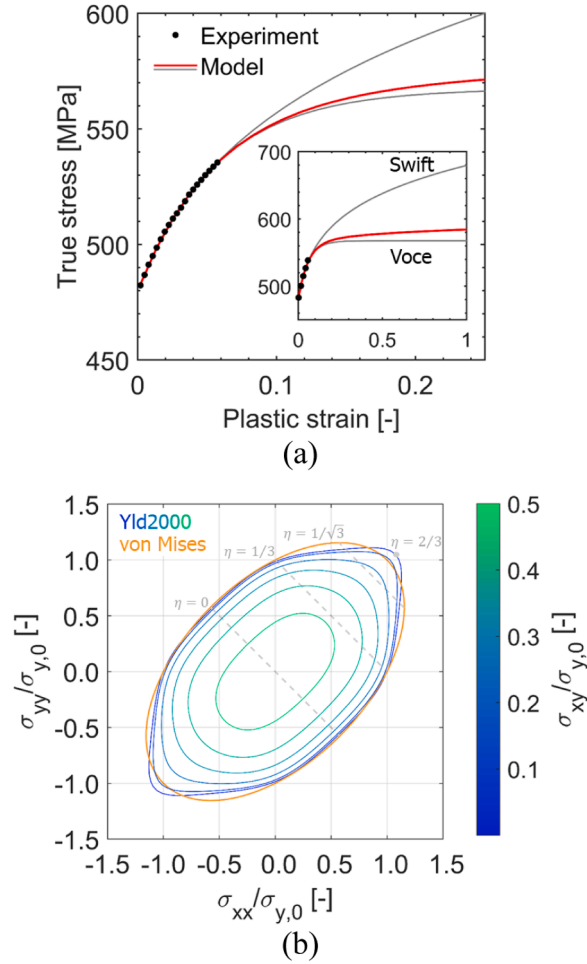 600
550
500
450
True stress [MPa]
Experiment
Model
700
600
500
Swift
Voce
0
0.5
1
0
0.1
0.2
Plastic strain [-]
(a)
1.5
1.0
0.5
0.0
-0.5
-1.0
-1.5
σyy/σy,0 [-]
Yld2000
von Mises
η = 0
η = 1/3
η = 1/√3
η = 2/3
-1.5 -1.0 -0.5 0.0 0.5 1.0 1.5
σxx/σy,0 [-]
0.5
0.4
0.3
0.2
0.1
σxy/σy,0 [-]
(b)